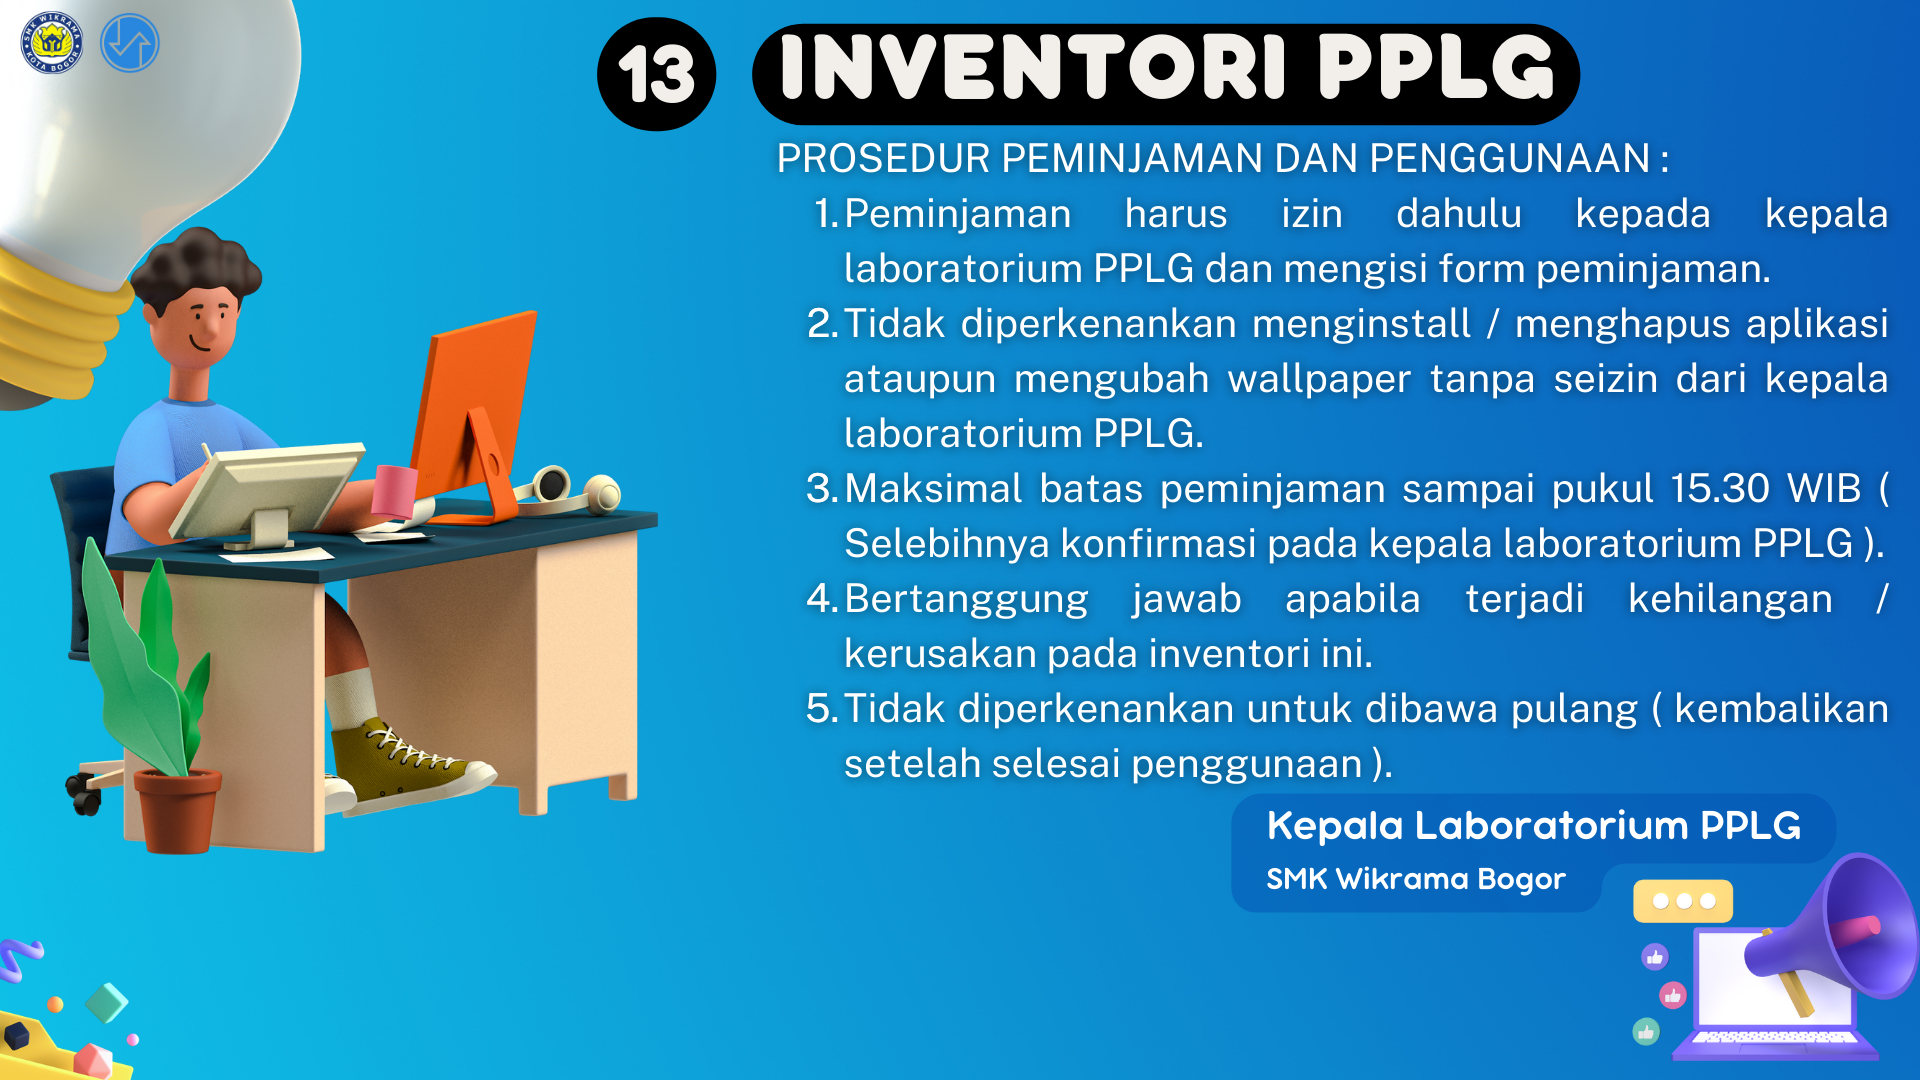 SMK WIKRAMA
KOTA BOGOR
13
INVENTORI PPLG
PROSEDUR PEMINJAMAN DAN PENGGUNAAN :
1. Peminjaman harus izin dahulu kepada kepala
laboratorium PPLG dan mengisi form peminjaman.
2. Tidak diperkenankan menginstall / menghapus aplikasi
ataupun mengubah wallpaper tanpa seizin dari kepala
laboratorium PPLG.
3. Maksimal batas peminjaman sampai pukul 15.30 WIB (
Selebihnya konfirmasi pada kepala laboratorium PPLG ).
4. Bertanggung jawab apabila terjadi kehilangan /
kerusakan pada inventori ini.
5. Tidak diperkenankan untuk dibawa pulang ( kembalikan
setelah selesai penggunaan ).
Kepala Laboratorium PPLG
SMK Wikrama Bogor